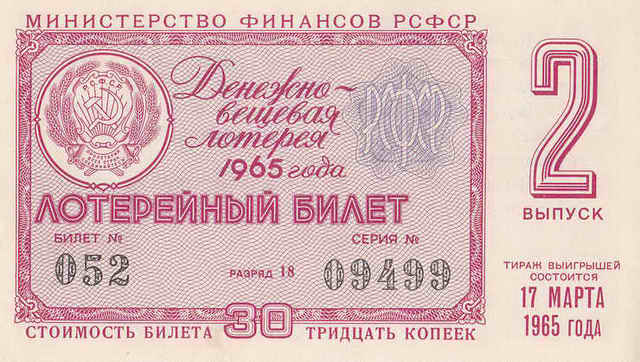 МИНИСТЕРСТВО ФИНАНСОВ РСФСР
Денежно-
вещевая
лотерея
1965 года
РСФСР
ЛОТЕРЕЙНЫЙ БИЛЕТ
БИЛЕТ №
СЕРИЯ №
052
РАЗРЯД 18
09499
СТОИМОСТЬ БИЛЕТА 30 ТРИДЦАТЬ КОПЕЕК
2
ВЫПУСК
ТИРАЖ ВЫИГРЫШЕЙ
СОСТОИТСЯ
17 МАРТА
1965 ГОДА